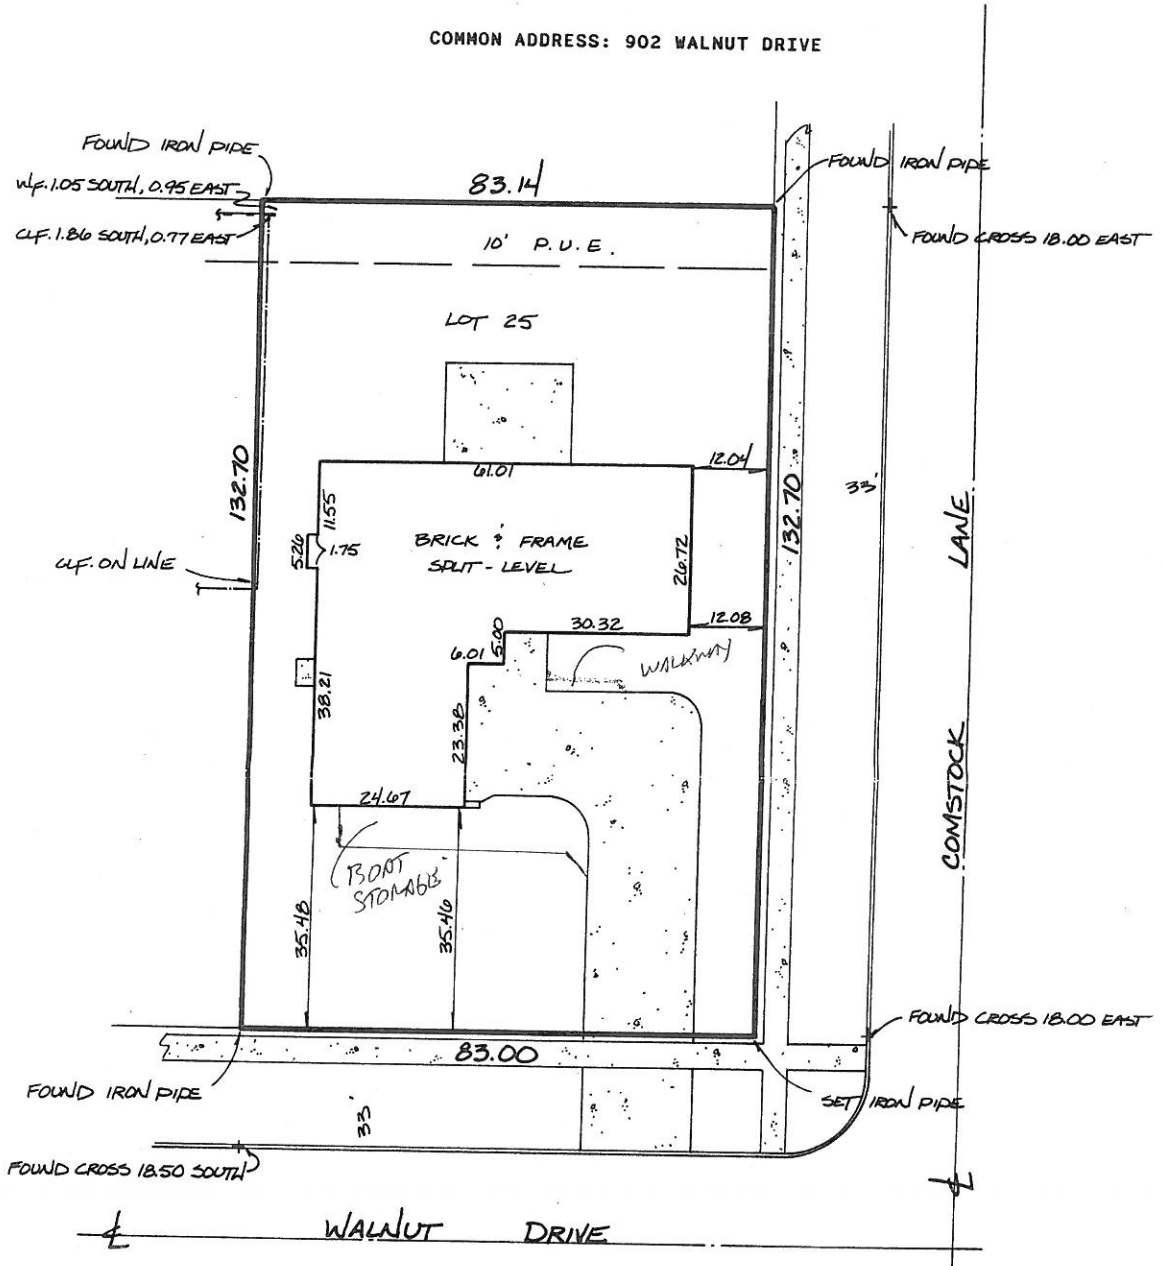 COMMON ADDRESS: 902 WALNUT DRIVE
FOUND IRON PIPE
W.F. 1.05 SOUTH, 0.95 EAST
CLF. 1.86 SOUTH, 0.77 EAST
83.14
FOUND IRON PIPE
FOUND CROSS 18.00 EAST
10' P.U.E.
LOT 25
132.70
61.01
12.04
132.70
33'
11.55
5.26
1.75
BRICK & FRAME
SPLIT-LEVEL
26.72
CLF. ON LINE
30.32
12.08
5.00
6.01
WALKWAY
38.21
23.38
24.67
BOAT
STORAGE
35.48
35.46
COMSTOCK LANE
FOUND CROSS 18.00 EAST
83.00
FOUND IRON PIPE
SET IRON PIPE
33'
FOUND CROSS 18.50 SOUTH
WALNUT DRIVE